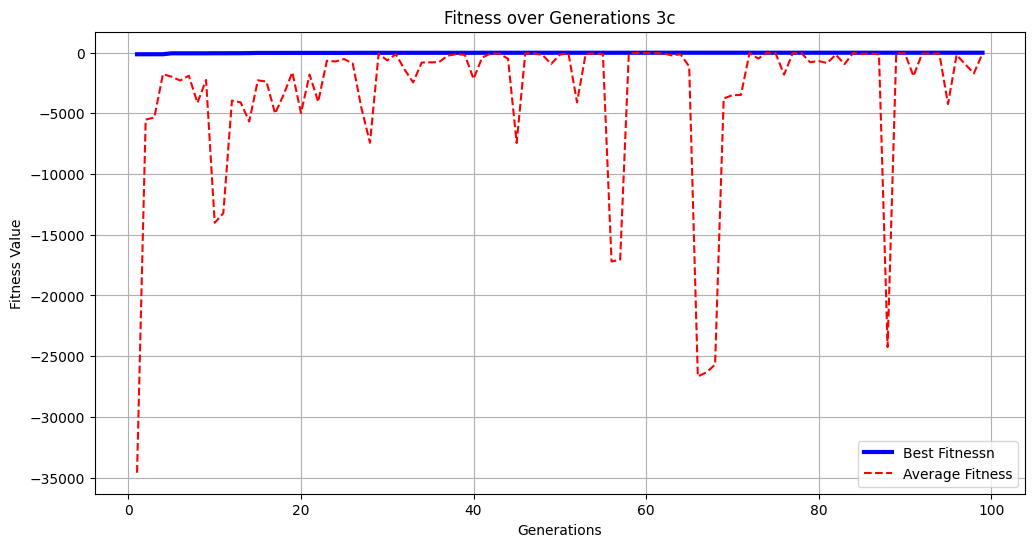 Fitness over Generations 3c
0
−5000
−10000
−15000
−20000
−25000
−30000
−35000
Fitness Value
Best Fitnessn
Average Fitness
0
20
40
60
80
100
Generations